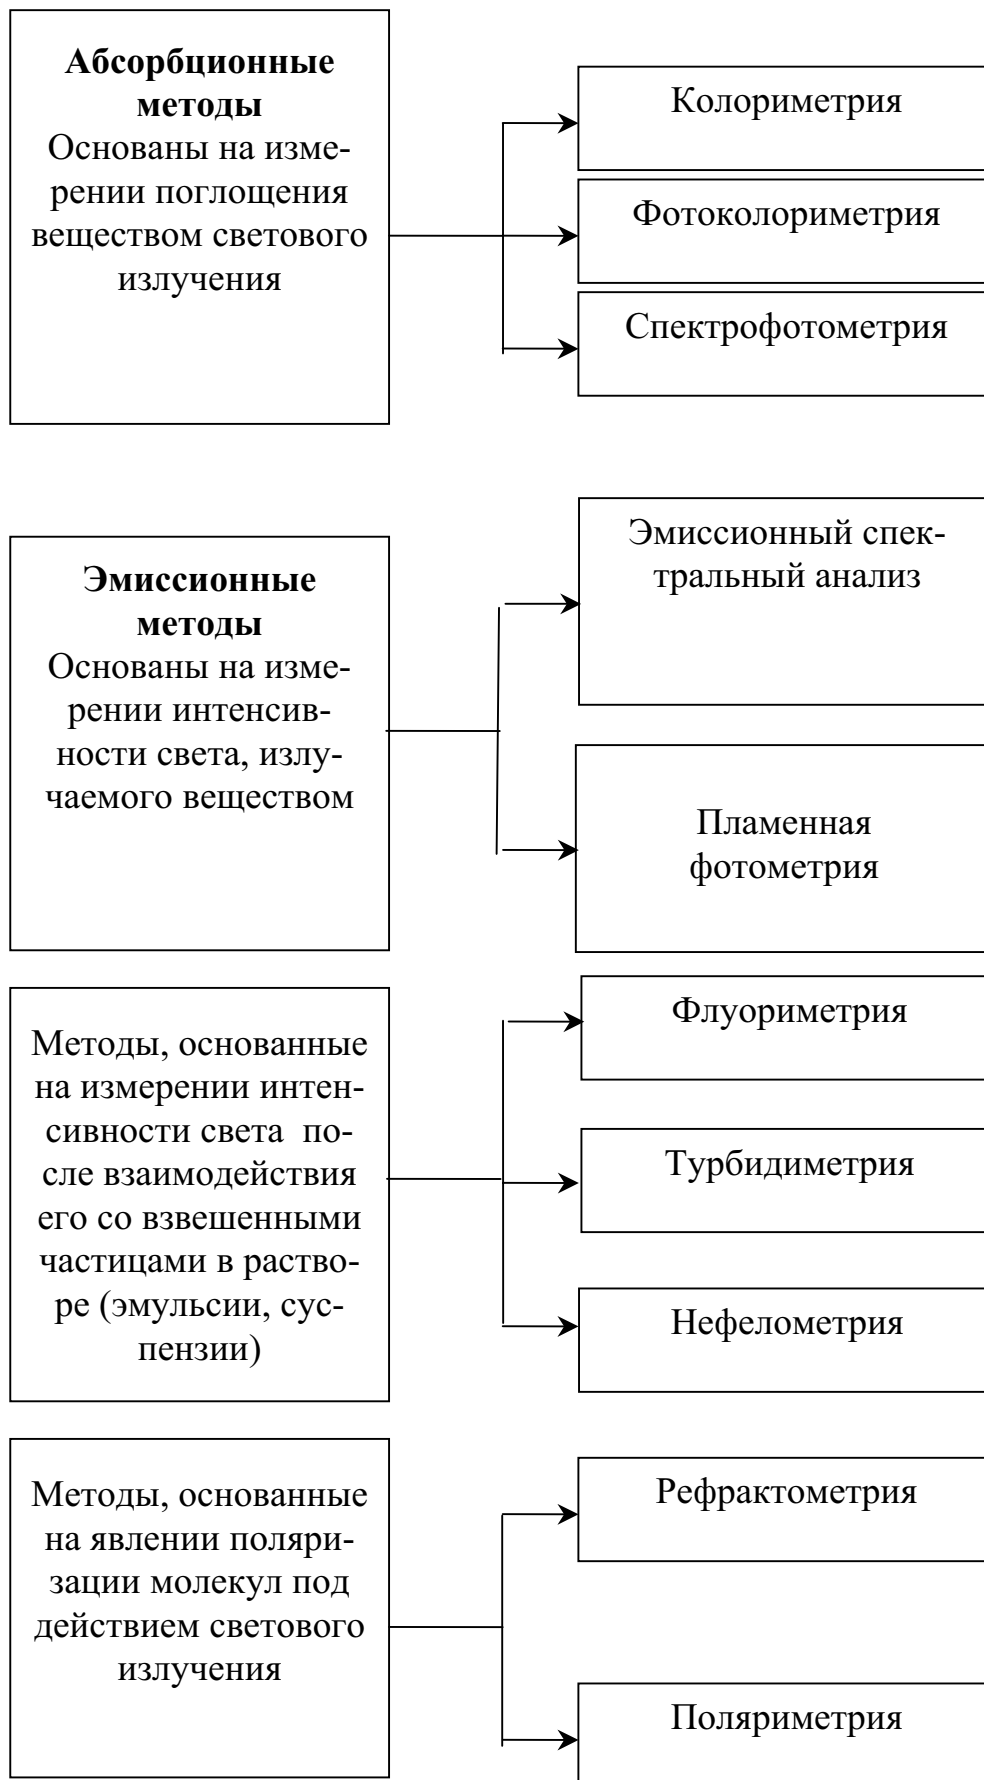 Абсорбционные
методы
Основаны на изме-
рении поглощения
веществом светового
излучения
Колориметрия
Фотоколориметрия
Спектрофотометрия
Эмиссионные
методы
Основаны на изме-
рении интенсив-
ности света, излу-
чаемого веществом
Эмиссионный спек-
тральный анализ
Пламенная
фотометрия
Методы, основанные
на измерении интен-
сивности света по-
сле взаимодействия
его со взвешенными
частицами в раство-
ре (эмульсии, сус-
пензии)
Флуориметрия
Турбидиметрия
Нефелометрия
Методы, основанные
на явлении поляри-
зации молекул под
действием светового
излучения
Рефрактометрия
Поляриметрия